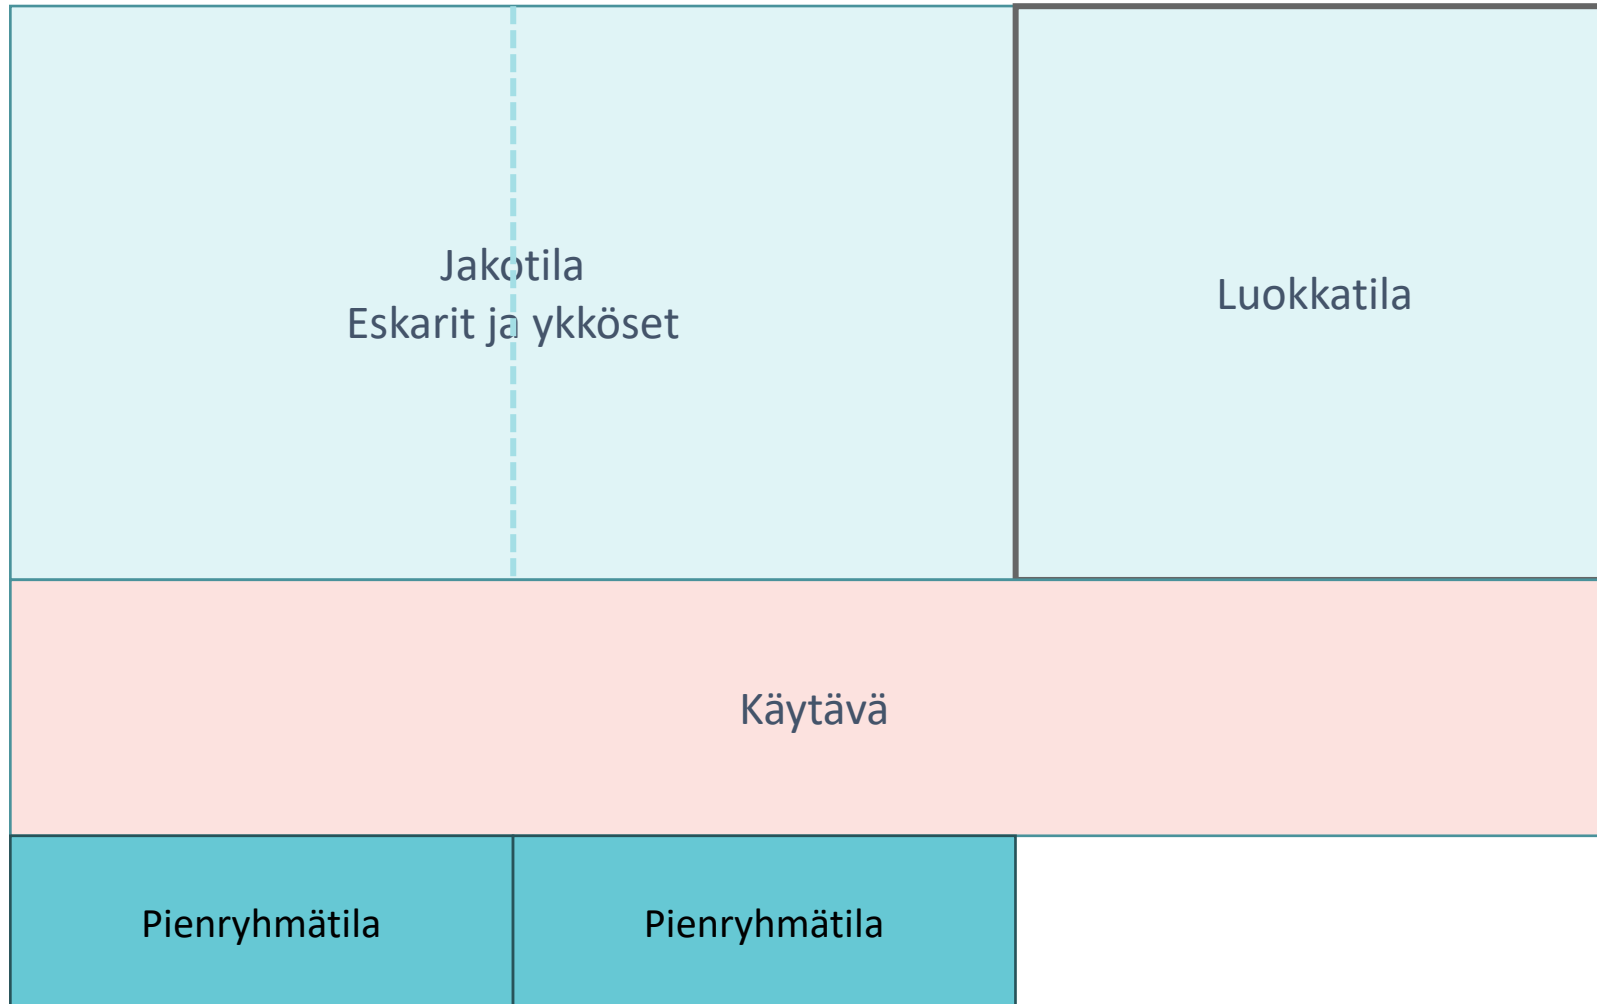 Jakotila
Eskarit ja ykköset
Luokkatila
Käytävä
Pienryhmätila
Pienryhmätila